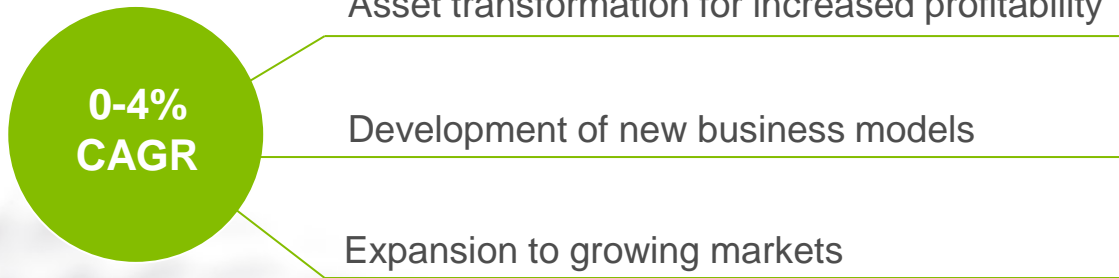 Asset transformation for increased profitability
0-4%
CAGR
Development of new business models
Expansion to growing markets